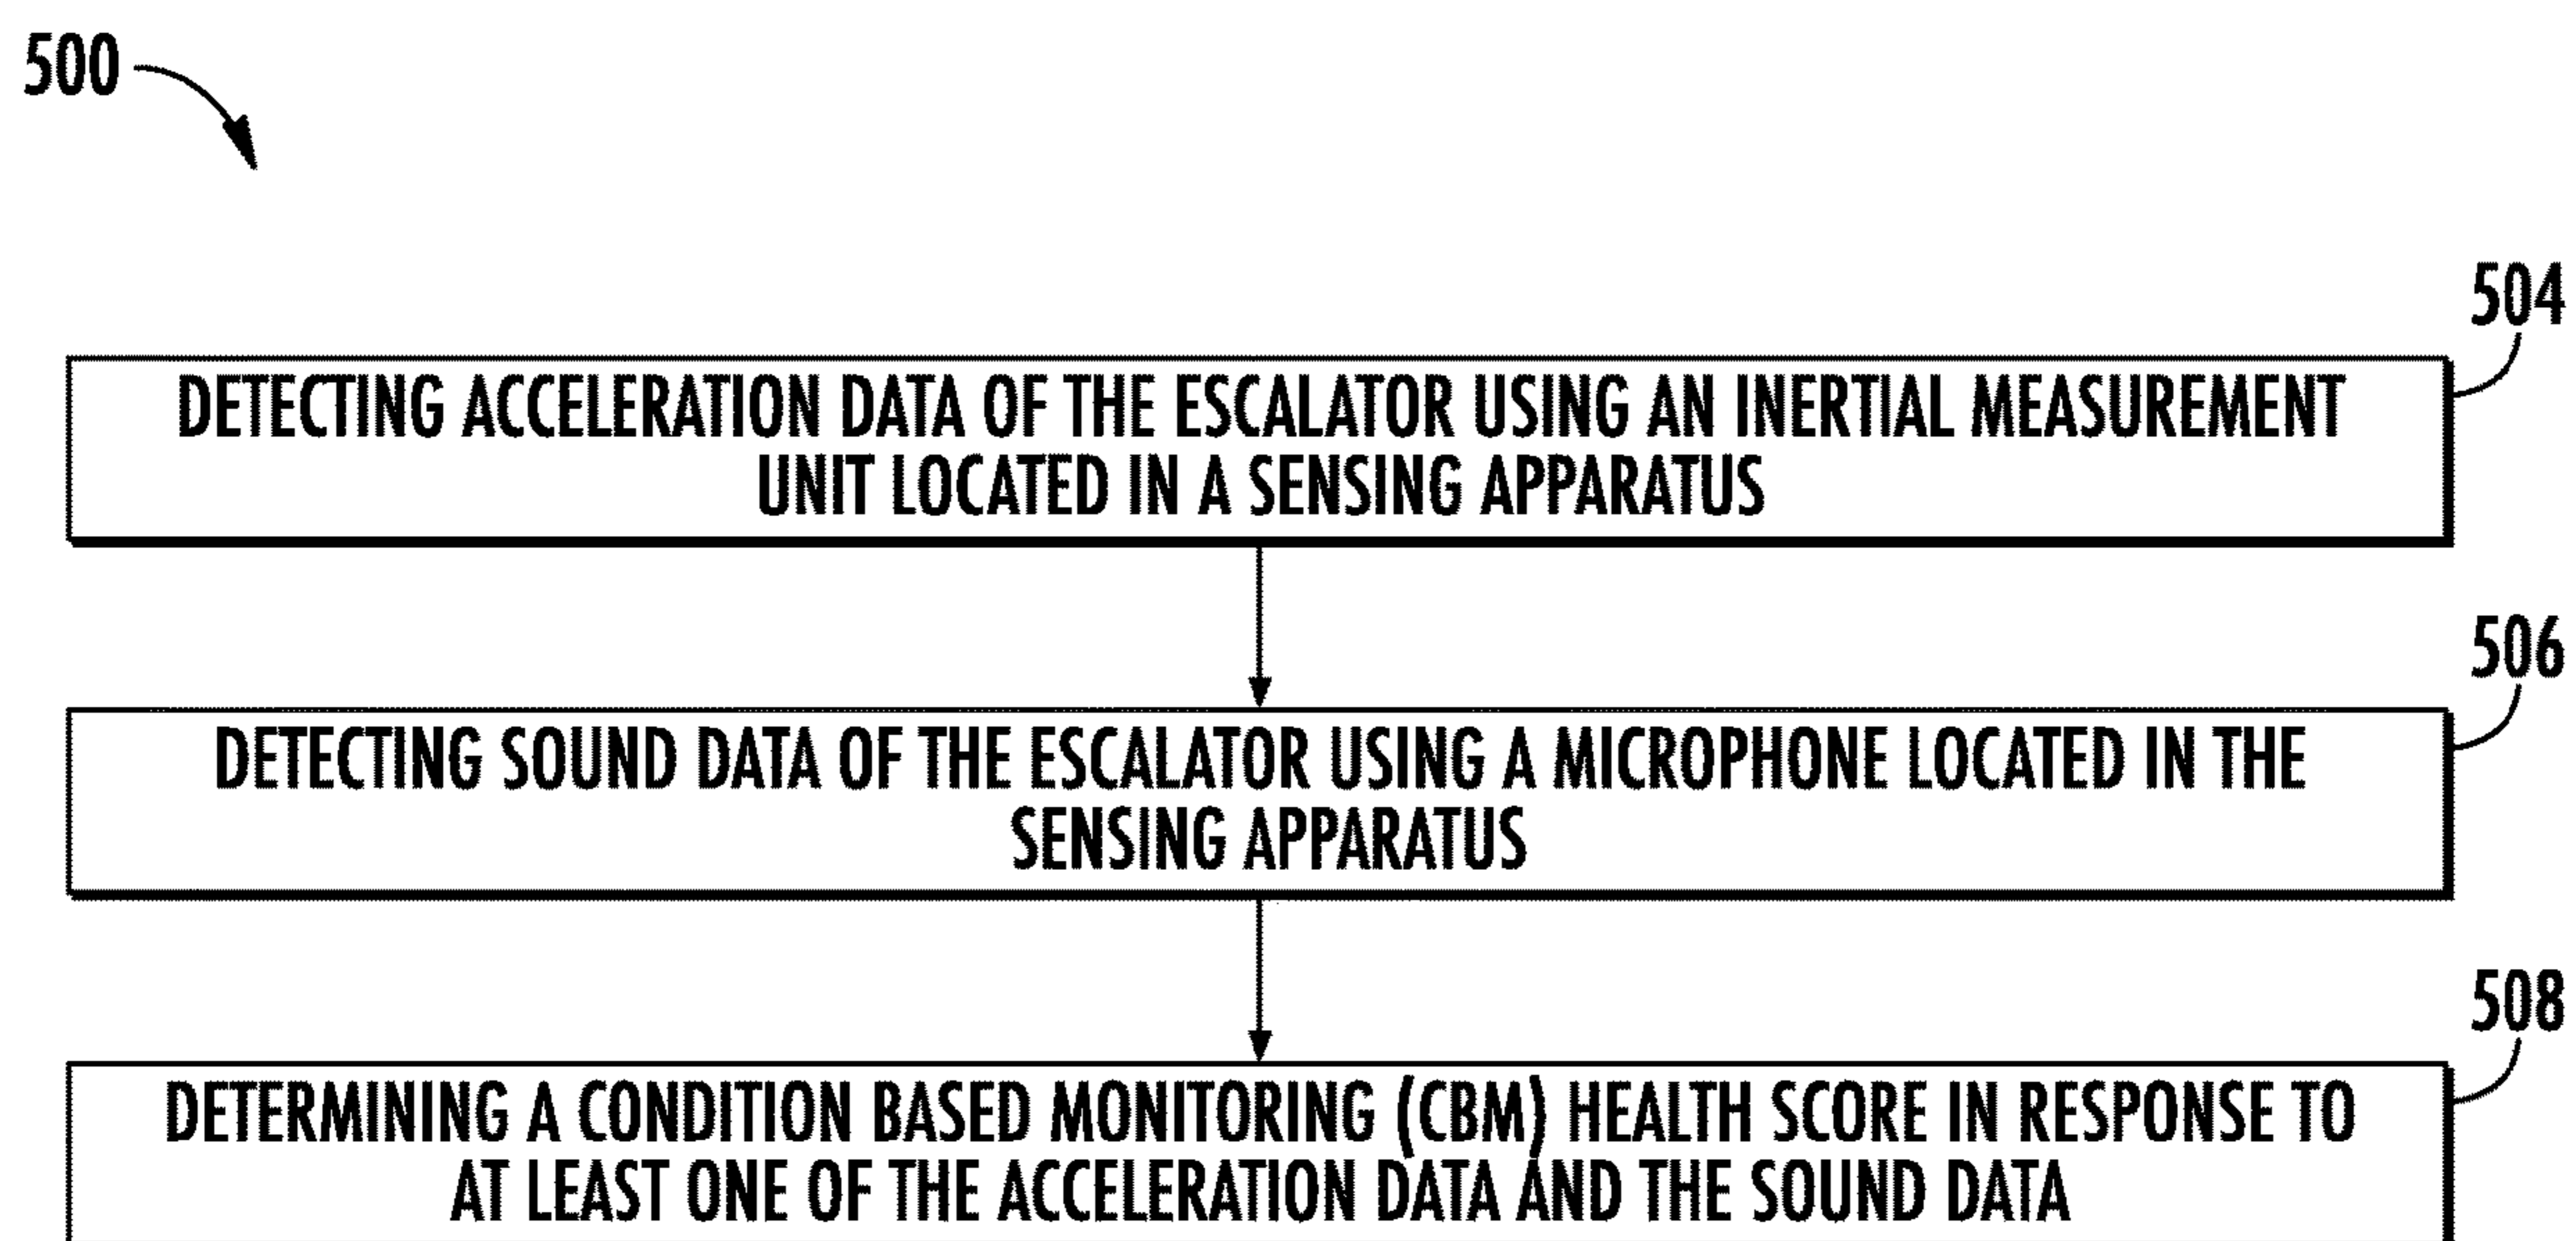 500
504
DETECTING ACCELERATION DATA OF THE ESCALATOR USING AN INERTIAL MEASUREMENT
UNIT LOCATED IN A SENSING APPARATUS
506
DETECTING SOUND DATA OF THE ESCALATOR USING A MICROPHONE LOCATED IN THE
SENSING APPARATUS
508
DETERMINING A CONDITION BASED MONITORING (CBM) HEALTH SCORE IN RESPONSE TO
AT LEAST ONE OF THE ACCELERATION DATA AND THE SOUND DATA